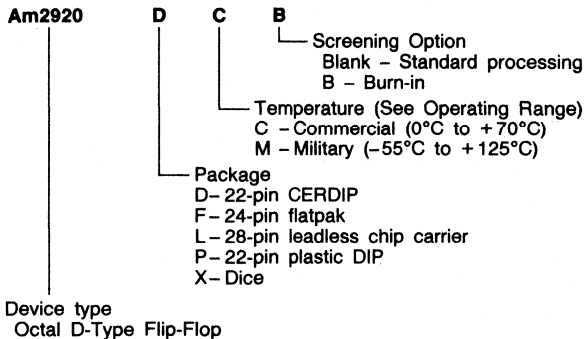 Am2920 D C B
Screening Option
Blank – Standard processing
B – Burn-in
Temperature (See Operating Range)
C – Commercial (0°C to +70°C)
M – Military (–55°C to +125°C)
Package
D – 22-pin CERDIP
F – 24-pin flatpak
L – 28-pin leadless chip carrier
P – 22-pin plastic DIP
X – Dice
Device type
Octal D-Type Flip-Flop